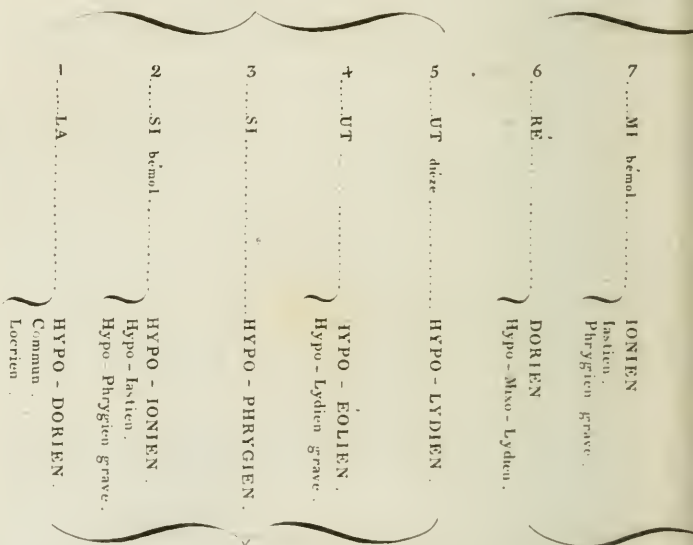 7 ..... MI bémol .......... IONIEN
Iastien .
Phrygien grave .
6 ..... RÉ .......... DORIEN
Hypo - Mixo - Lydien .
5 ..... UT dièze .......... HYPO - LYDIEN .
4 ..... UT .......... HYPO - ÉOLIEN .
Hypo - Lydien grave .
3 ..... SI .......... HYPO - PHRYGIEN .
2 ..... SI bémol .......... HYPO - IONIEN .
Hypo - Iastien .
Hypo - Phrygien grave .
1 ..... LA .......... HYPO - DORIEN .
Commun .
Locrien .